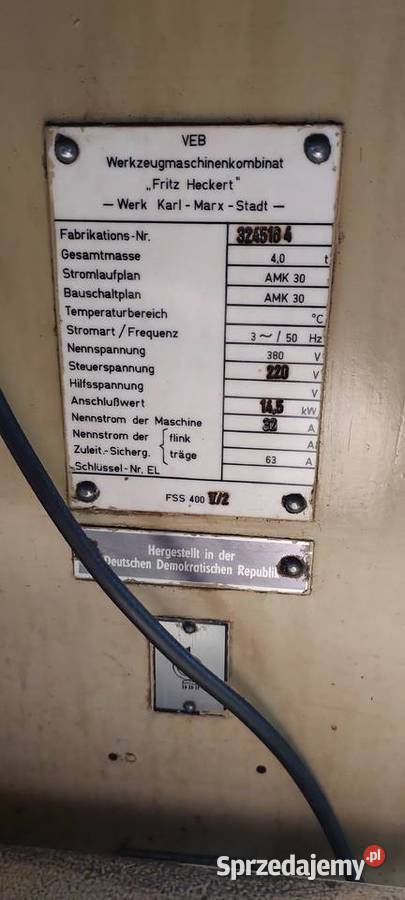 VEB
Werkzeugmaschinenkombinat
„Fritz Heckert"
— Werk Karl-Marx-Stadt —
Fabrikations-Nr. 324516 4
Gesamtmasse 4,0 t
Stromlaufplan AMK 30
Bauschaltplan AMK 30
Temperaturbereich °C
Stromart / Frequenz 3 ~ / 50 Hz
Nennspannung 380 V
Steuerspannung 220 V
Hilfsspannung V
Anschlußwert 14,5 kW
Nennstrom der Maschine 32 A
Nennstrom der flink A
Zuleit.-Sicherg. träge 63 A
Schlüssel-Nr. EL
FSS 400 V/2
Hergestellt in der
Deutschen Demokratischen Republik
1
Sprzedajemy.pl